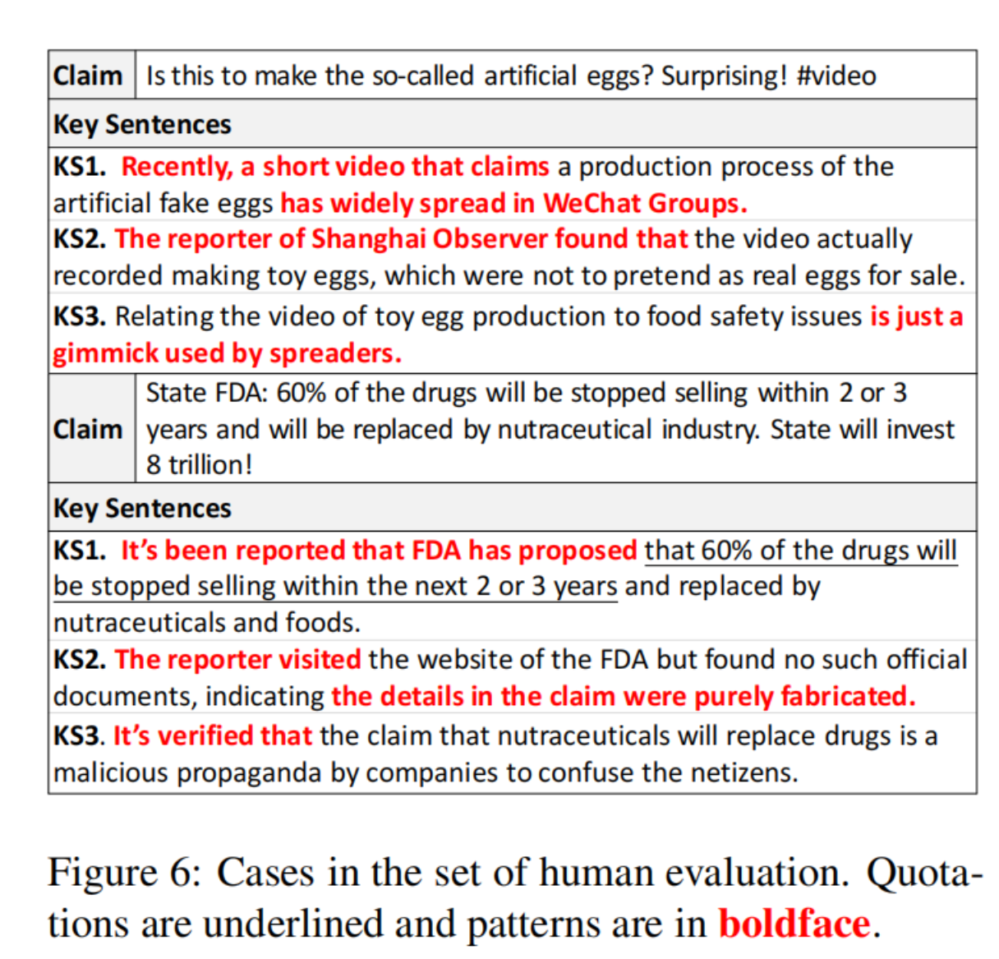 Claim
Is this to make the so-called artificial eggs? Surprising! #video
Key Sentences
KS1. Recently, a short video that claims a production process of the
artificial fake eggs has widely spread in WeChat Groups.
KS2. The reporter of Shanghai Observer found that the video actually
recorded making toy eggs, which were not to pretend as real eggs for sale.
KS3. Relating the video of toy egg production to food safety issues is just a
gimmick used by spreaders.
Claim
State FDA: 60% of the drugs will be stopped selling within 2 or 3
years and will be replaced by nutraceutical industry. State will invest
8 trillion!
Key Sentences
KS1. It’s been reported that FDA has proposed that 60% of the drugs will
be stopped selling within the next 2 or 3 years and replaced by
nutraceuticals and foods.
KS2. The reporter visited the website of the FDA but found no such official
documents, indicating the details in the claim were purely fabricated.
KS3. It’s verified that the claim that nutraceuticals will replace drugs is a
malicious propaganda by companies to confuse the netizens.
Figure 6: Cases in the set of human evaluation. Quota-
tions are underlined and patterns are in boldface.